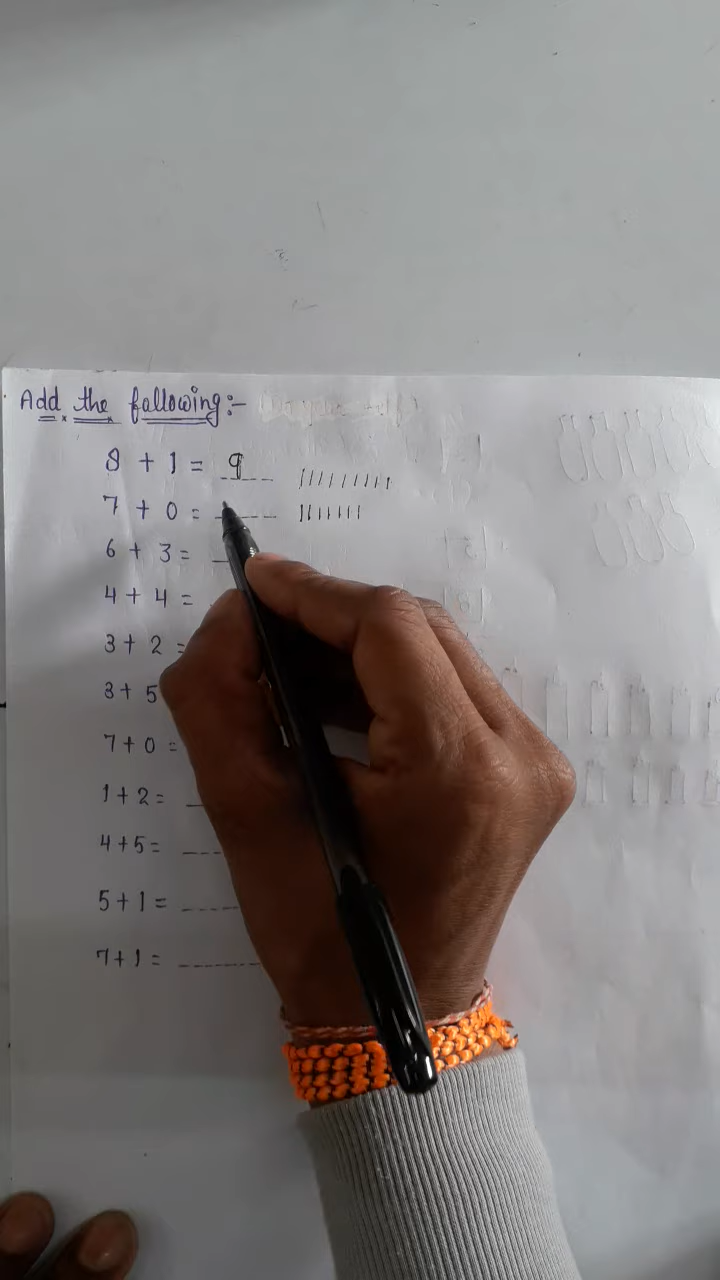 Add the following:-
8 + 1 = 9
7 + 0 =
6 + 3 =
4 + 4 =
3 + 2 =
3 + 5
7 + 0 =
1 + 2 =
4 + 5 =
5 + 1 =
7 + 1 =